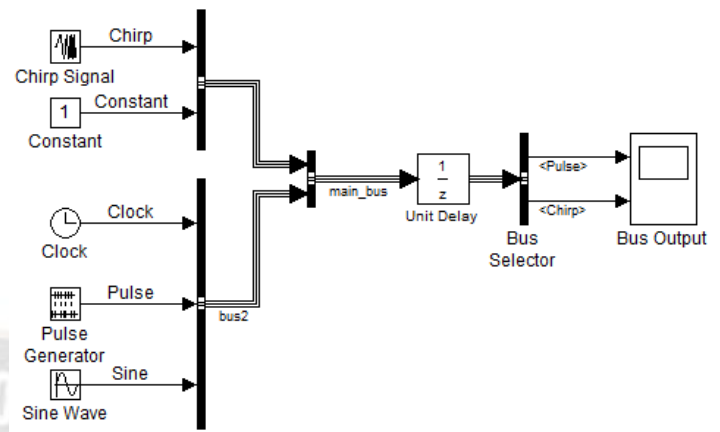 Chirp
Chirp Signal
Constant
1
Constant
Clock
Clock
Pulse
Pulse
Generator
Sine
Sine Wave
bus2
main_bus
1
z
Unit Delay
Bus
Selector
<Pulse>
<Chirp>
Bus Output